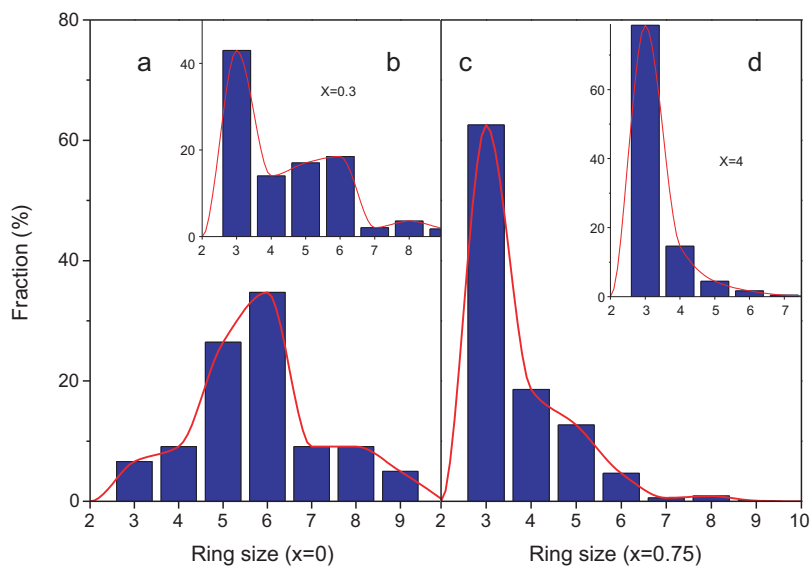 80
60
40
20
0
Fraction (%)
a
b
X=0.3
40
20
0
2 3 4 5 6 7 8
c
d
X=4
80
60
40
20
0
2 3 4 5 6 7
2 3 4 5 6 7 8 9 2 3 4 5 6 7 8 9 10
Ring size (x=0) Ring size (x=0.75)